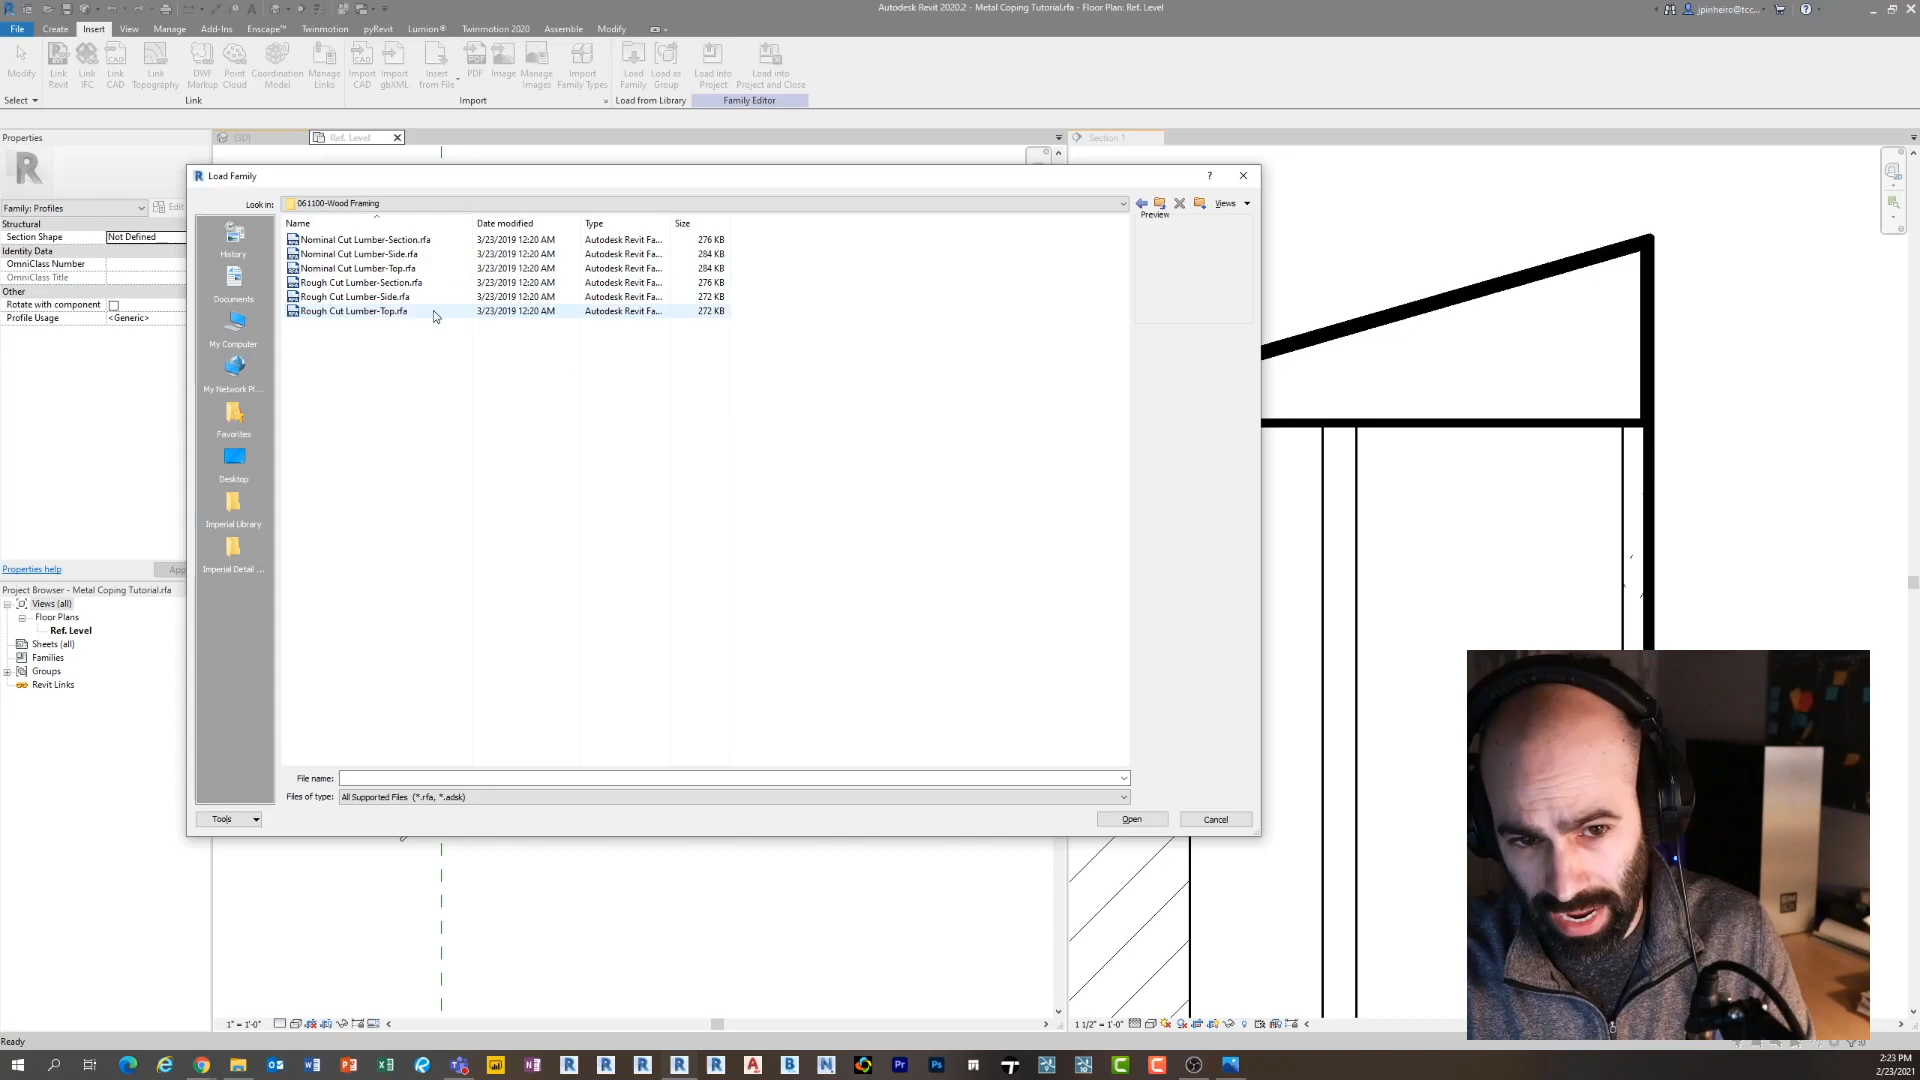 Autodesk Revit 2020.2 - Metal Coping Tutorial.rfa - Floor Plan: Ref. Level
jpinheiro@tcc...
File Create Insert View Manage Add-Ins Enscape™ Twinmotion pyRevit Lumion® Twinmotion 2020 Assemble Modify
Modify
Link Revit
Link IFC
Link CAD
Link Topography
DWF Markup
Point Cloud
Coordination Model
Manage Links
Import CAD
Import gbXML
Insert from File
PDF
Image
Manage Images
Import Family Types
Load Family
Load as Group
Load into Project
Load into Project and Close
Select Link Import Load from Library Family Editor
Properties
(3D)
Ref. Level
Section 1
R
Family: Profiles
Edit
Structural
Section Shape Not Defined
Identity Data
OmniClass Number
OmniClass Title
Other
Rotate with component
Profile Usage <Generic>
Properties help
App
Project Browser - Metal Coping Tutorial.rfa
Views (all)
Floor Plans
Ref. Level
Sheets (all)
Families
Groups
Revit Links
R Load Family
?
Look in: 061100-Wood Framing
Views
Preview
Name Date modified Type Size
Nominal Cut Lumber-Section.rfa 3/23/2019 12:20 AM Autodesk Revit Fa... 276 KB
Nominal Cut Lumber-Side.rfa 3/23/2019 12:20 AM Autodesk Revit Fa... 284 KB
Nominal Cut Lumber-Top.rfa 3/23/2019 12:20 AM Autodesk Revit Fa... 284 KB
Rough Cut Lumber-Section.rfa 3/23/2019 12:20 AM Autodesk Revit Fa... 276 KB
Rough Cut Lumber-Side.rfa 3/23/2019 12:20 AM Autodesk Revit Fa... 272 KB
Rough Cut Lumber-Top.rfa 3/23/2019 12:20 AM Autodesk Revit Fa... 272 KB
History
Documents
My Computer
My Network Pl...
Favorites
Desktop
Imperial Library
Imperial Detail ...
File name:
Files of type: All Supported Files (*.rfa, *.adsk)
Tools
Open
Cancel
1" = 1'-0"
1 1/2" = 1'-0"
Ready
:0
2:23 PM
2/23/2021